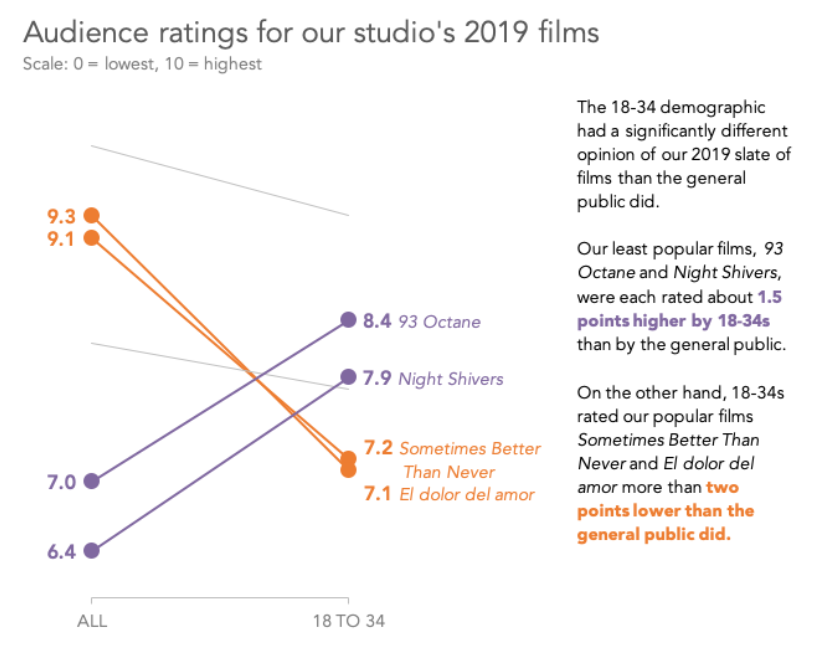 Audience ratings for our studio's 2019 films
Scale: 0 = lowest, 10 = highest
9.3
9.1
7.0
6.4
8.4 93 Octane
7.9 Night Shivers
7.2 Sometimes Better
Than Never
7.1 El dolor del amor
ALL
18 TO 34
The 18-34 demographic
had a significantly different
opinion of our 2019 slate of
films than the general
public did.
Our least popular films, 93
Octane and Night Shivers,
were each rated about 1.5
points higher by 18-34s
than by the general public.
On the other hand, 18-34s
rated our popular films
Sometimes Better Than
Never and El dolor del
amor more than two
points lower than the
general public did.